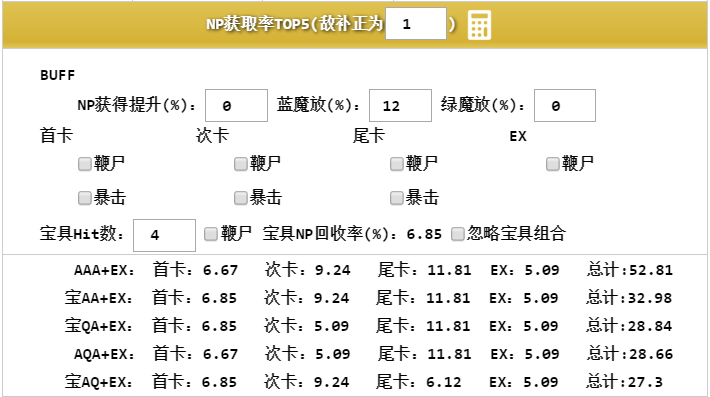 NP获取率TOP5(敌补正为 1 )
BUFF
NP获得提升(%): 0 蓝魔放(%): 12 绿魔放(%): 0
首卡 次卡 尾卡 EX
鞭尸 鞭尸 鞭尸 鞭尸
暴击 暴击 暴击
宝具Hit数: 4 鞭尸 宝具NP回收率(%): 6.85 忽略宝具组合
AAA+EX: 首卡: 6.67 次卡: 9.24 尾卡: 11.81 EX: 5.09 总计:52.81
宝AA+EX: 首卡: 6.85 次卡: 9.24 尾卡: 11.81 EX: 5.09 总计:32.98
宝QA+EX: 首卡: 6.85 次卡: 5.09 尾卡: 11.81 EX: 5.09 总计:28.84
AQA+EX: 首卡: 6.67 次卡: 5.09 尾卡: 11.81 EX: 5.09 总计:28.66
宝AQ+EX: 首卡: 6.85 次卡: 9.24 尾卡: 6.12 EX: 5.09 总计:27.3